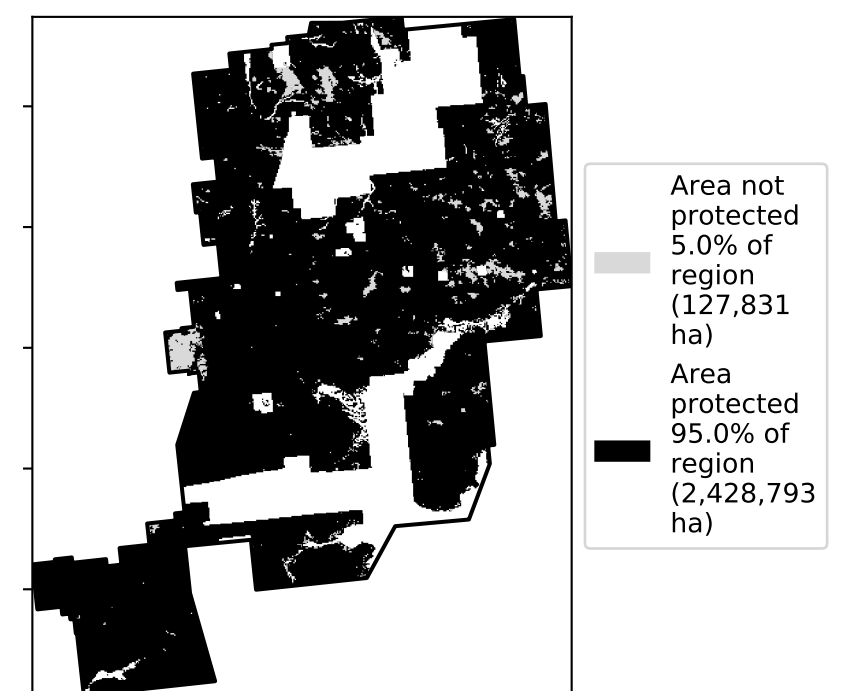 Area not
protected
5.0% of
region
(127,831
ha)
Area
protected
95.0% of
region
(2,428,793
ha)